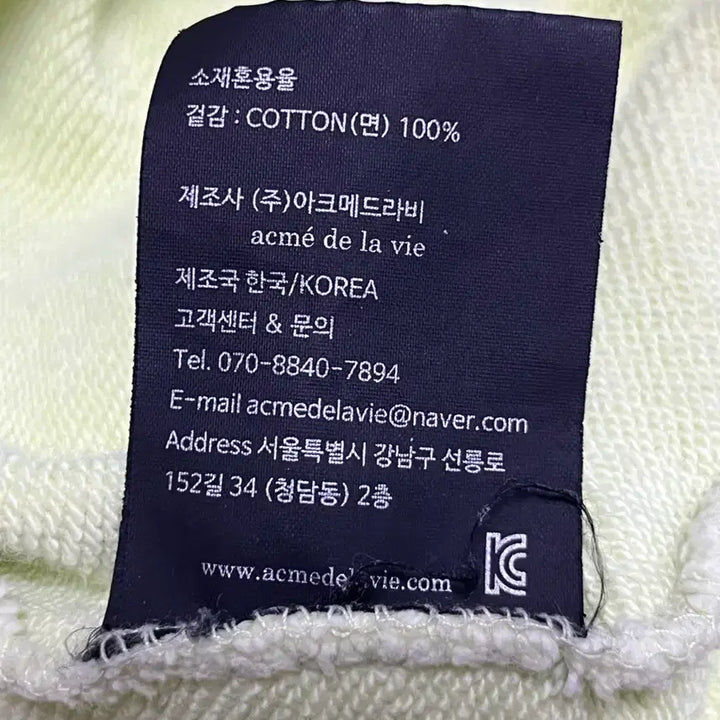 소재혼용율
겉감 : COTTON(면) 100%
제조사 (주)아크메드라비
acmé de la vie
제조국 한국/KOREA
고객센터 & 문의
Tel. 070-8840-7894
E-mail acmedelavie@naver.com
Address 서울특별시 강남구 선릉로
152길 34 (청담동) 2층
www.acmedelavie.com
KC